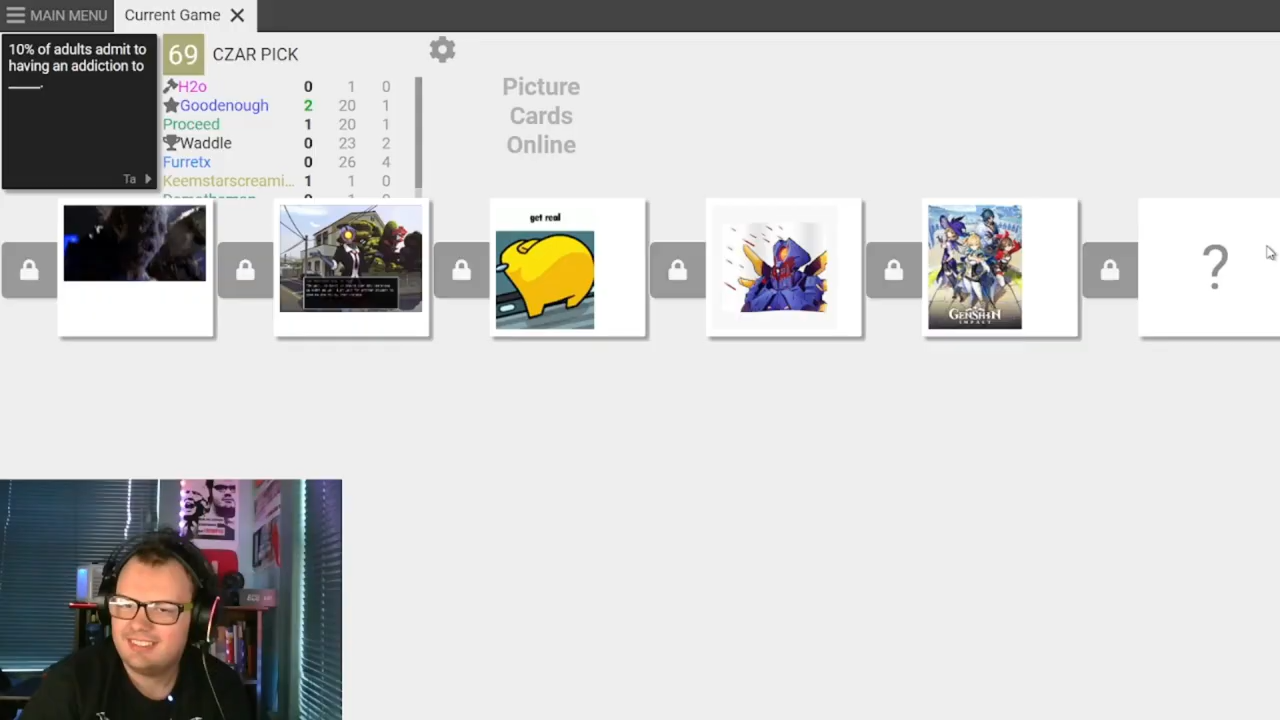 MAIN MENU
Current Game
10% of adults admit to
having an addiction to
____.
Ta
69 CZAR PICK
H2o 0 1 0
Goodenough 2 20 1
Proceed 1 20 1
Waddle 0 23 2
Furretx 0 26 4
Keemstarscreami... 1 1 0
Picture
Cards
Online
get real
GENSHIN
IMPACT
?